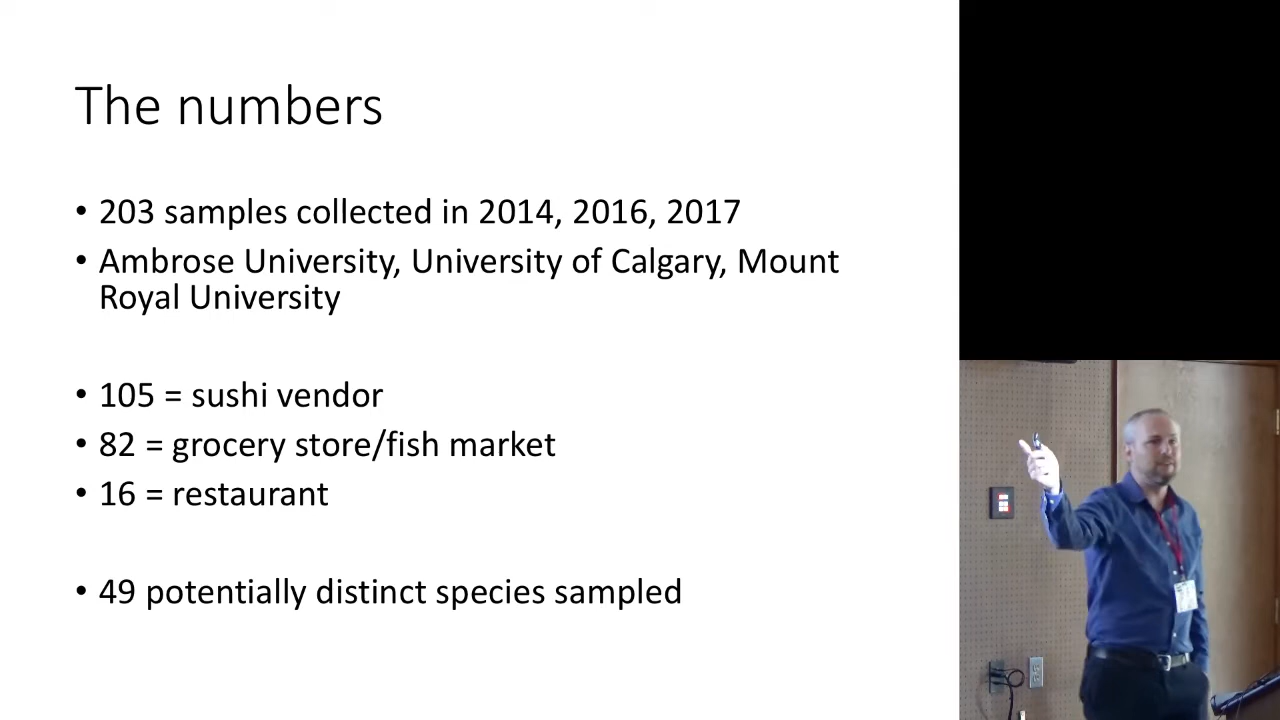 The numbers
• 203 samples collected in 2014, 2016, 2017
• Ambrose University, University of Calgary, Mount
Royal University
• 105 = sushi vendor
• 82 = grocery store/fish market
• 16 = restaurant
• 49 potentially distinct species sampled